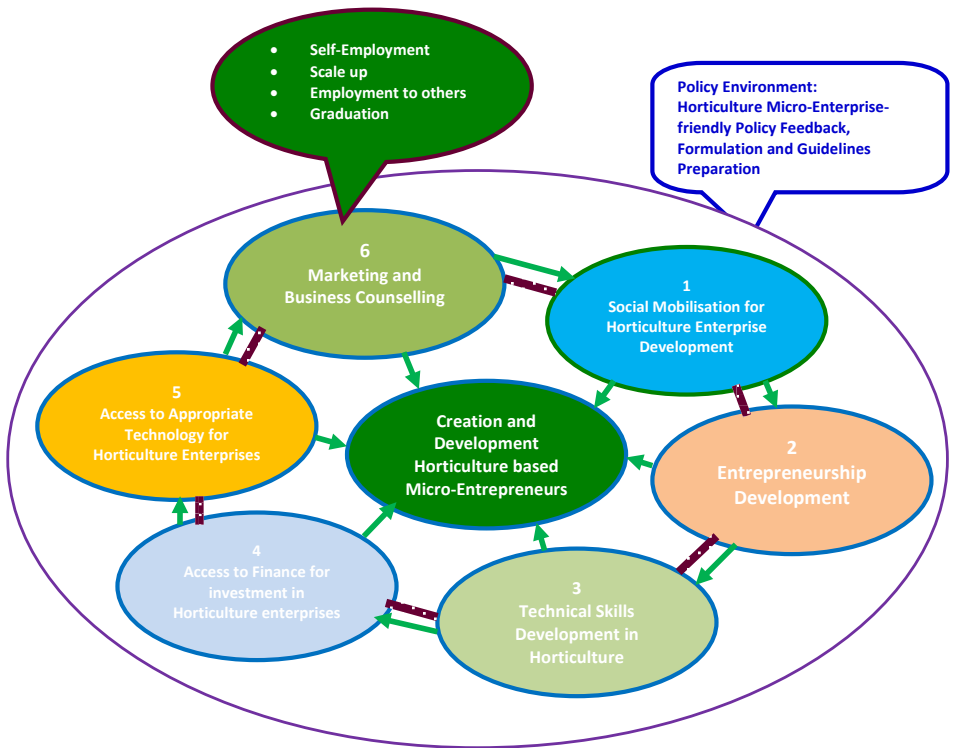 • Self-Employment
• Scale up
• Employment to others
• Graduation
Policy Environment:
Horticulture Micro-Enterprise-
friendly Policy Feedback,
Formulation and Guidelines
Preparation
6
Marketing and
Business Counselling
1
Social Mobilisation for
Horticulture Enterprise
Development
5
Access to Appropriate
Technology for
Horticulture Enterprises
Creation and
Development
Horticulture based
Micro-Entrepreneurs
2
Entrepreneurship
Development
4
Access to Finance for
investment in
Horticulture enterprises
3
Technical Skills
Development in
Horticulture